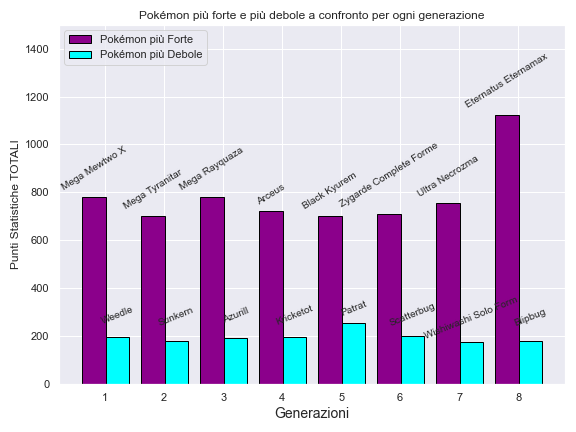 Pokémon più forte e più debole a confronto per ogni generazione
Pokémon più Forte
Pokémon più Debole
Punti Statistiche TOTALI
1400
1200
1000
800
600
400
200
0
Mega Mewtwo X
Mega Tyranitar
Mega Rayquaza
Arceus
Black Kyurem
Zygarde Complete Forme
Ultra Necrozma
Eternatus Eternamax
Weedle
Sunkern
Azurill
Kricketot
Patrat
Scatterbug
Wishiwashi Solo Form
Nipbug
1 2 3 4 5 6 7 8
Generazioni